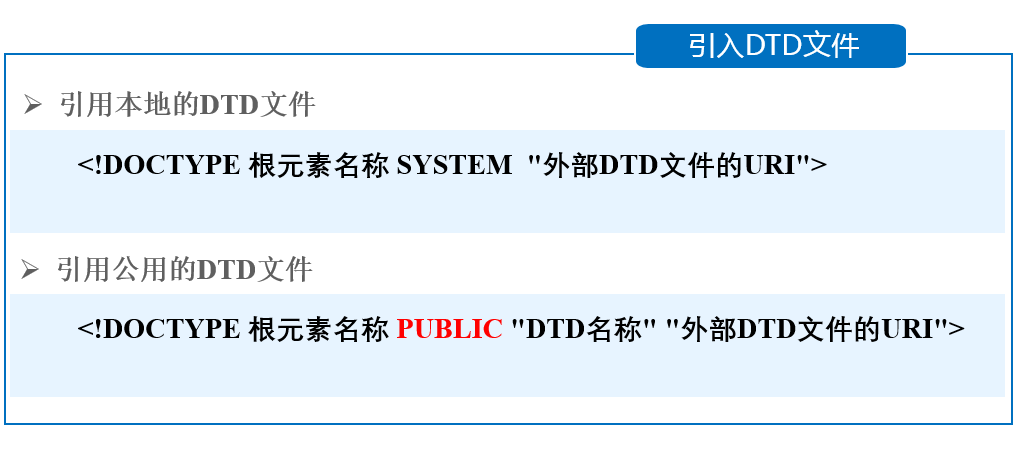 引入DTD文件
➢ 引用本地的DTD文件
<!DOCTYPE 根元素名称 SYSTEM "外部DTD文件的URI">
➢ 引用公用的DTD文件
<!DOCTYPE 根元素名称 PUBLIC "DTD名称" "外部DTD文件的URI">